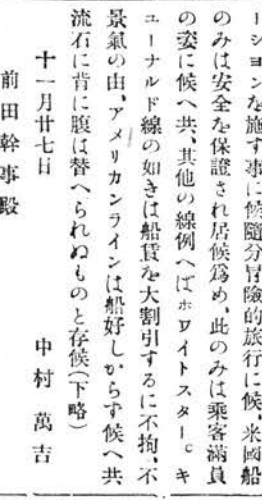 ーシヨンを施す事に候隨分冒險的旅行に候、米國船
のみは安全を保證され居候爲め、此のみは乘客滿員
の姿に候へ共、其他の線例へばホワイトスター。キ
ユーナルド線の如きは船賃を大割引するに不拘、不
景氣の由、アメリカンラインは船好しからず候へ共
流石に背に腹は替へられぬものと存候(下略)
十一月廿七日
中村萬吉
前田幹事殿